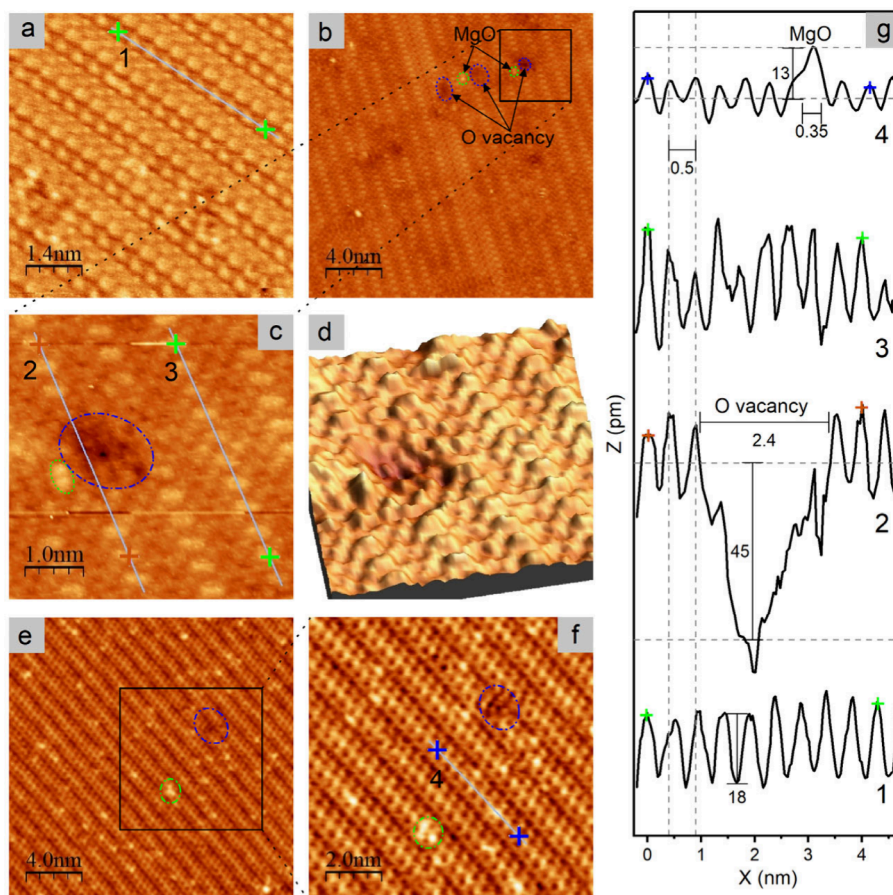 a
1
1.4nm
b
MgO
O vacancy
4.0nm
c
2
3
1.0nm
d
e
4.0nm
f
4
2.0nm
g
MgO
13
0.35
4
0.5
3
Z (pm)
O vacancy
2.4
2
45
18
1
0 1 2 3 4
X (nm)